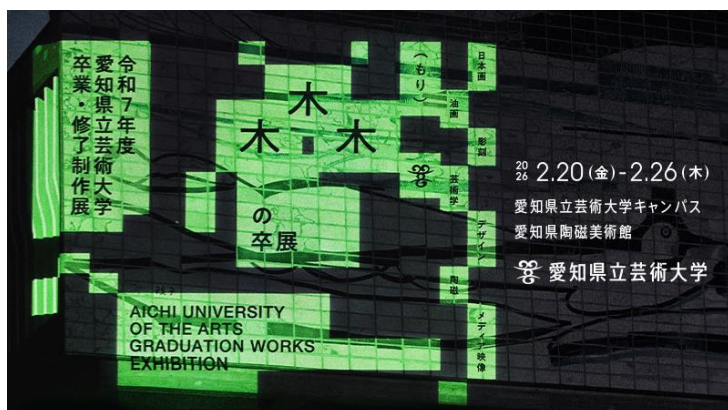 令和7年度
愛知県立芸術大学
卒業・修了制作展
木
木・木
(もり)
の
卒展
日本画
油画
彫刻
芸術学
デザイン
陶磁
メディア映像
AICHI UNIVERSITY
OF THE ARTS
GRADUATION WORKS
EXHIBITION
2026 2.20(金)-2.26(木)
愛知県立芸術大学キャンパス
愛知県陶磁美術館
愛知県立芸術大学